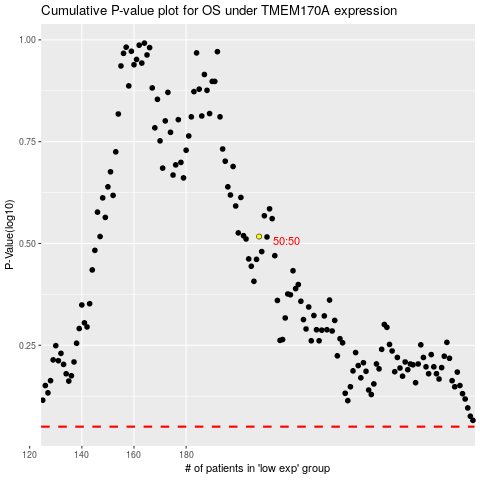 Cumulative P-value plot for OS under TMEM170A expression
P-Value(log10)
1.00
0.75
0.50
0.25
50:50
120 140 160 180
# of patients in 'low exp' group